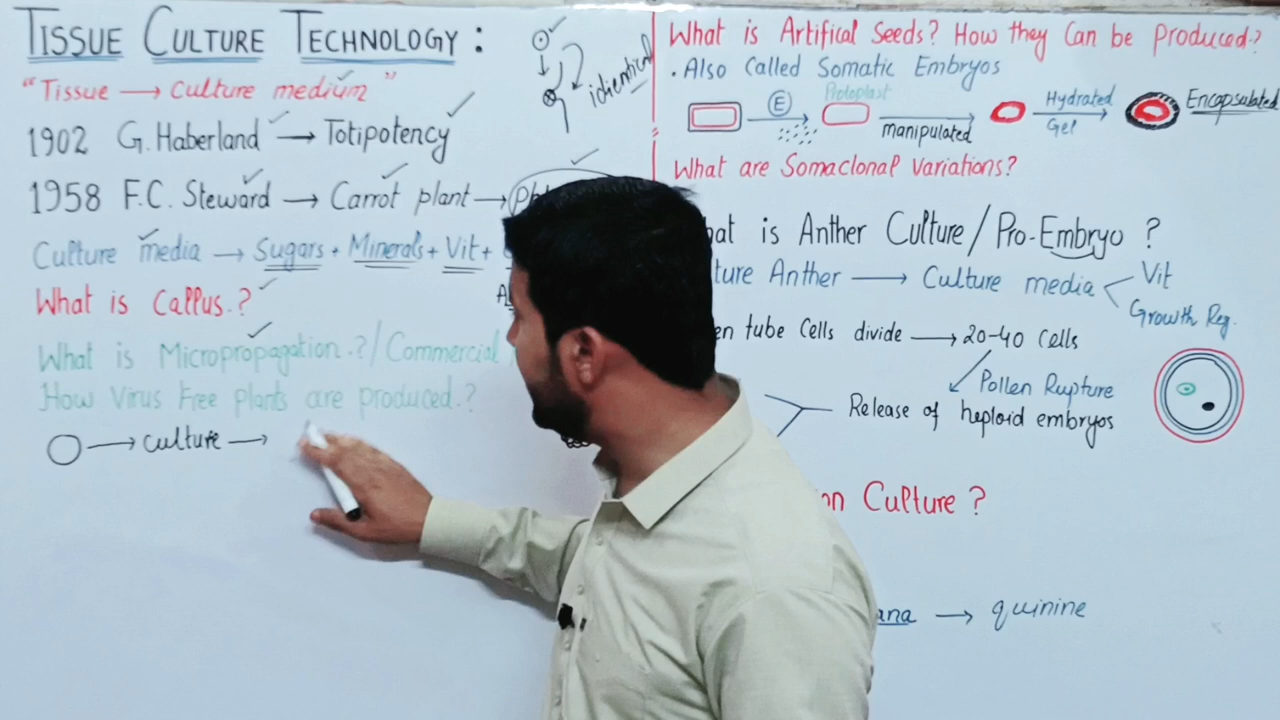 TISSUE CULTURE TECHNOLOGY :
identical
"Tissue → Culture medium"
1902 G. Haberland → Totipotency
1958 F.C. Steward → Carrot plant →
Culture media → Sugars + Minerals + Vit +
What is Callus.?
What is Micropropagation.?/ Commercial
How Virus Free plants are produced.?
→ culture →
What is Artifical Seeds? How they Can be Produced?
. Also Called Somatic Embryos
E Protoplast manipulated Hydrated Gel Encapsulated
What are Somaclonal Variations?
is Anther Culture / Pro-Embryo ?
Anther → Culture media Vit
Growth Reg.
tube Cells divide → 20-40 Cells
Pollen Rupture
Release of heploid embryos
Culture ?
→ quinine